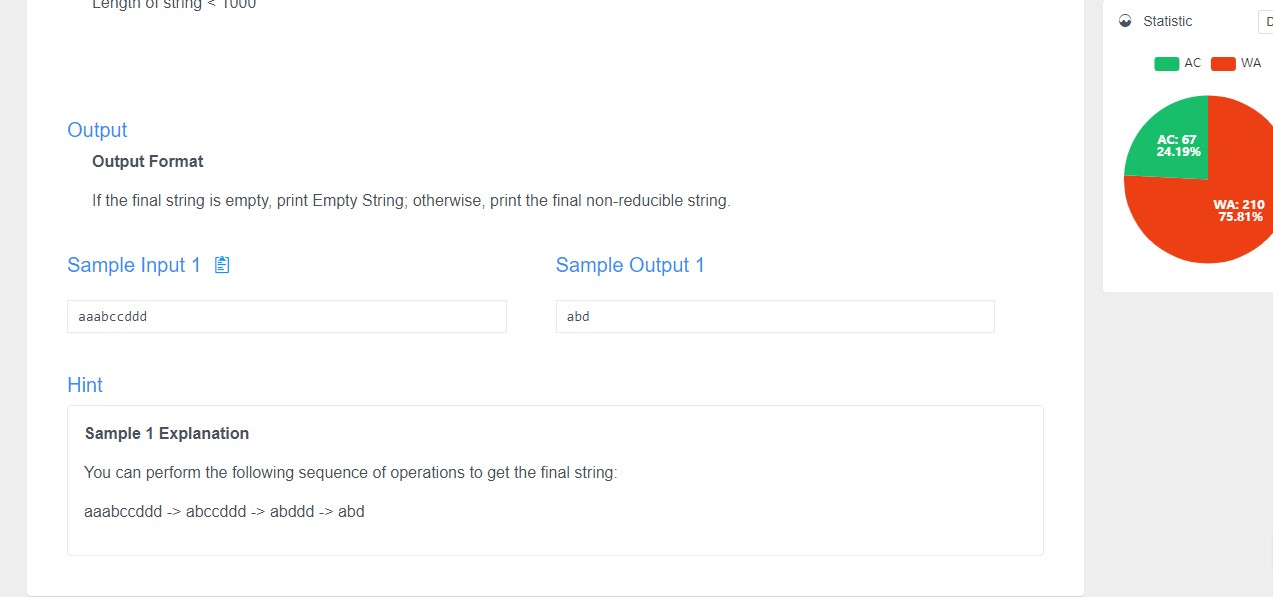 Length of string < 1000
Statistic
AC WA
AC: 67
24.19%
WA: 210
75.81%
Output
Output Format
If the final string is empty, print Empty String; otherwise, print the final non-reducible string.
Sample Input 1
Sample Output 1
aaabccddd
abd
Hint
Sample 1 Explanation
You can perform the following sequence of operations to get the final string:
aaabccddd -> abccddd -> abddd -> abd